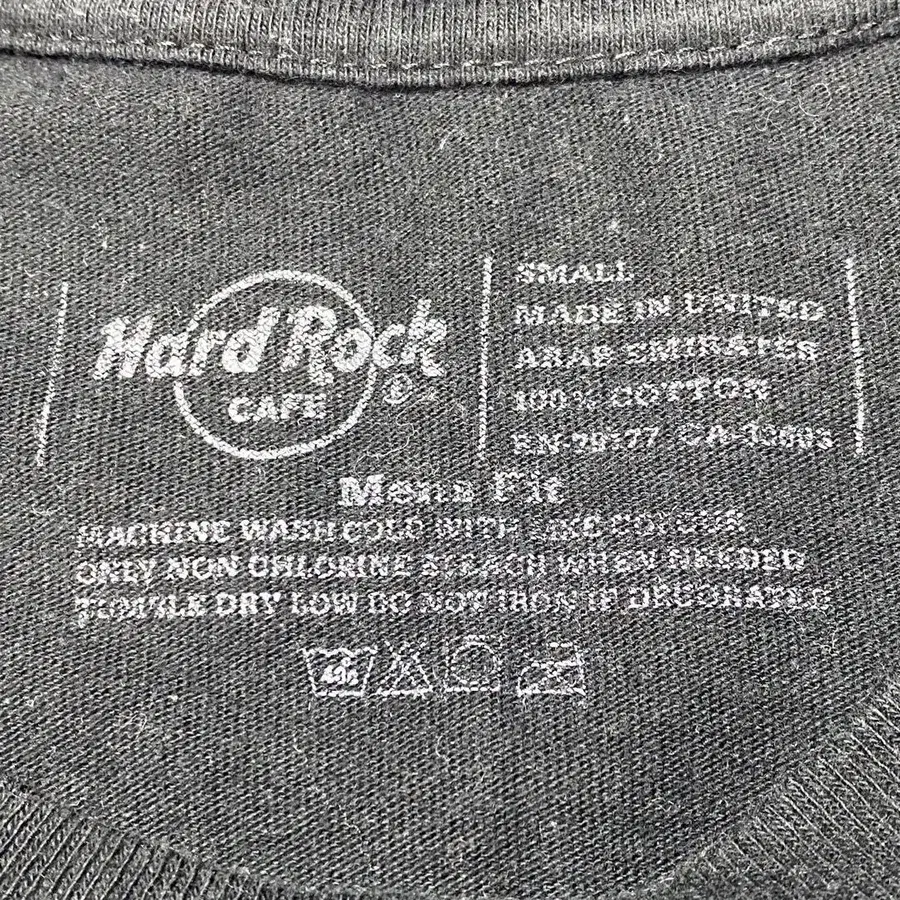 Hard Rock
CAFE
®
SMALL
MADE IN UNITED
ARAB EMIRATES
100% COTTON
Mens Fit
MACHINE WASH COLD WITH LIKE COLORS
ONLY NON CHLORINE BLEACH WHEN NEEDED
TUMBLE DRY LOW DO NOT IRON IF DECORATED